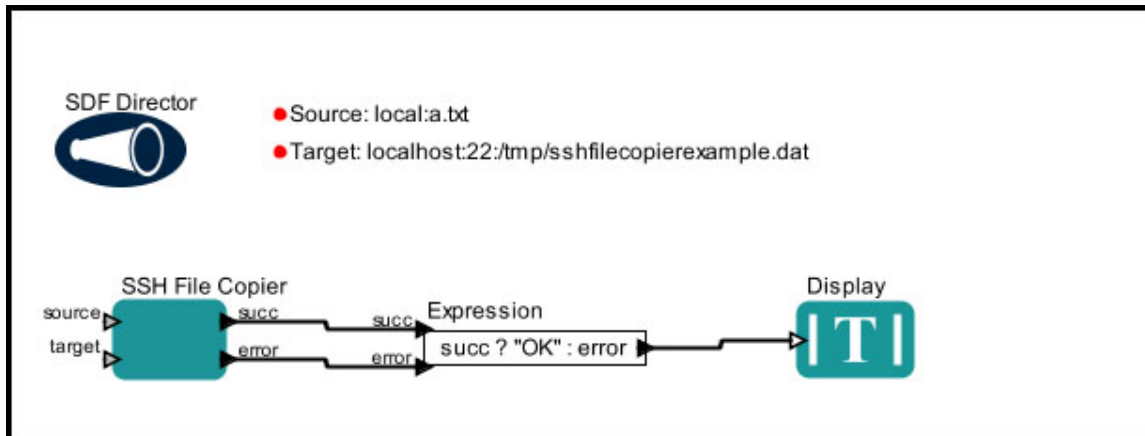 SDF Director
Source: local:a.txt
Target: localhost:22:/tmp/sshfilecopierexample.dat
SSH File Copier
source
target
succ
error
succ
error
Expression
succ ? "OK" : error
Display
T